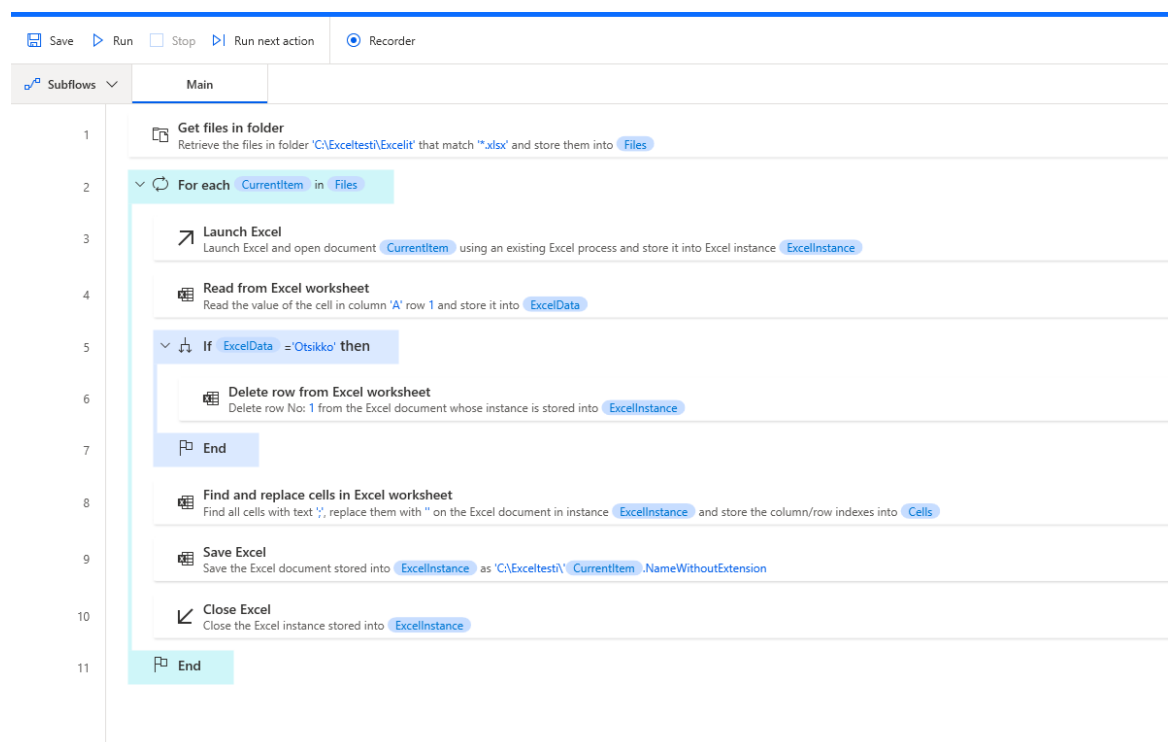 Save Run Stop Run next action Recorder
Subflows Main
1 Get files in folder
Retrieve the files in folder 'C:\Exceltesti\Excelit' that match '*.xlsx' and store them into Files
2 For each CurrentItem in Files
3 Launch Excel
Launch Excel and open document CurrentItem using an existing Excel process and store it into Excel instance ExcelInstance
4 Read from Excel worksheet
Read the value of the cell in column 'A' row 1 and store it into ExcelData
5 If ExcelData ='Otsikko' then
6 Delete row from Excel worksheet
Delete row No: 1 from the Excel document whose instance is stored into ExcelInstance
7 End
8 Find and replace cells in Excel worksheet
Find all cells with text ';', replace them with '' on the Excel document in instance ExcelInstance and store the column/row indexes into Cells
9 Save Excel
Save the Excel document stored into ExcelInstance as 'C:\Exceltesti\' CurrentItem .NameWithoutExtension
10 Close Excel
Close the Excel instance stored into ExcelInstance
11 End